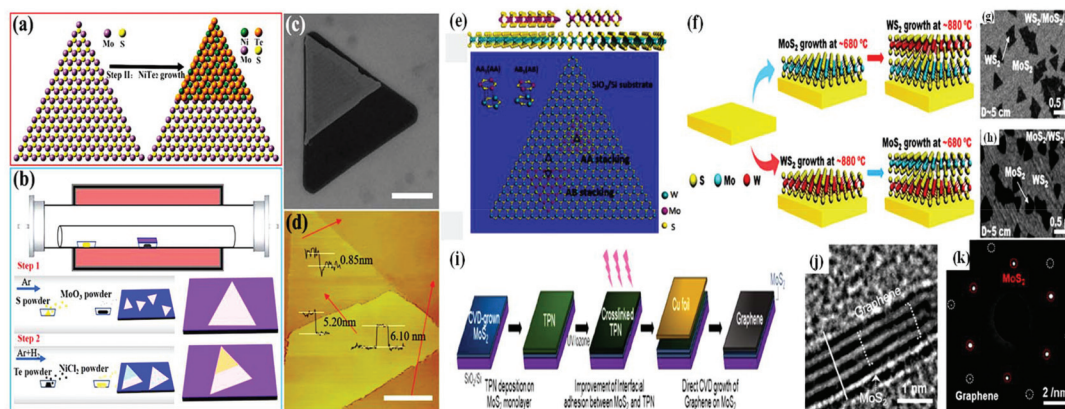 (a)
Mo
S
Ni
Te
Mo
S
Step II:
NiTe₂ growth
(b)
Step 1
Ar
S powder
MoO₃ powder
Step 2
Ar+H₂
Te powder
NiCl₂ powder
(c)
(d)
0.85nm
5.20nm
6.10 nm
(e)
SiO₂/Si substrate
AA stacking
AB stacking
W
Mo
S
(f)
MoS₂ growth at ~680 ºC
WS₂ growth at ~880 ºC
WS₂ growth at ~880 ºC
MoS₂ growth at ~680 ºC
S
Mo
W
(g)
WS₂/MoS₂
WS₂
MoS₂
D~5 cm
0.5
(h)
MoS₂/WS₂
MoS₂
WS₂
D~5 cm
0.5
(i)
CVD-grown
MoS₂
SiO₂/Si
TPN
TPN deposition on
MoS₂ monolayer
UV/ozone
Crosslinked
TPN
Improvement of Interfacial
adhesion between MoS₂ and TPN
Cu foil
Direct CVD growth of
Graphene on MoS₂
Graphene
MoS₂
(j)
Graphene
MoS₂
1 nm
(k)
MoS₂
Graphene
2 /nm